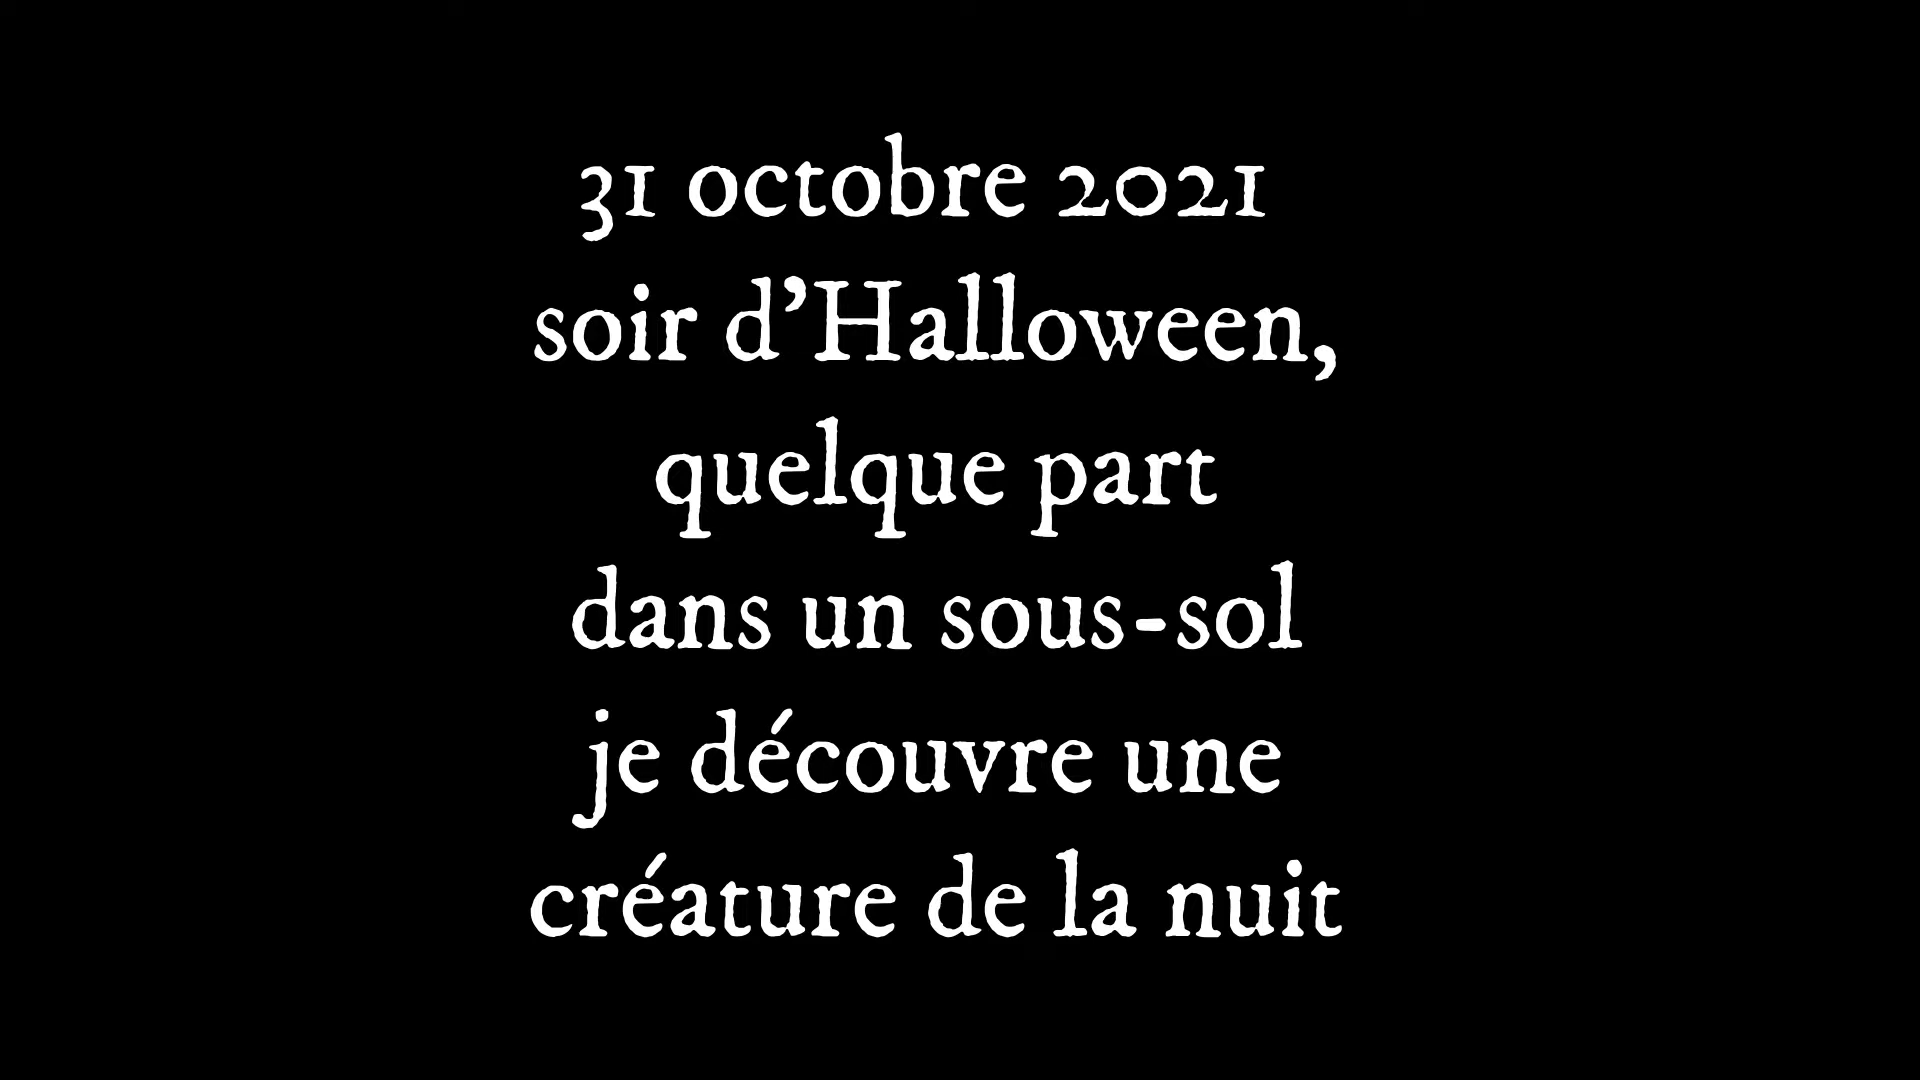 31 octobre 2021
soir d’Halloween,
quelque part
dans un sous-sol
je découvre une
créature de la nuit